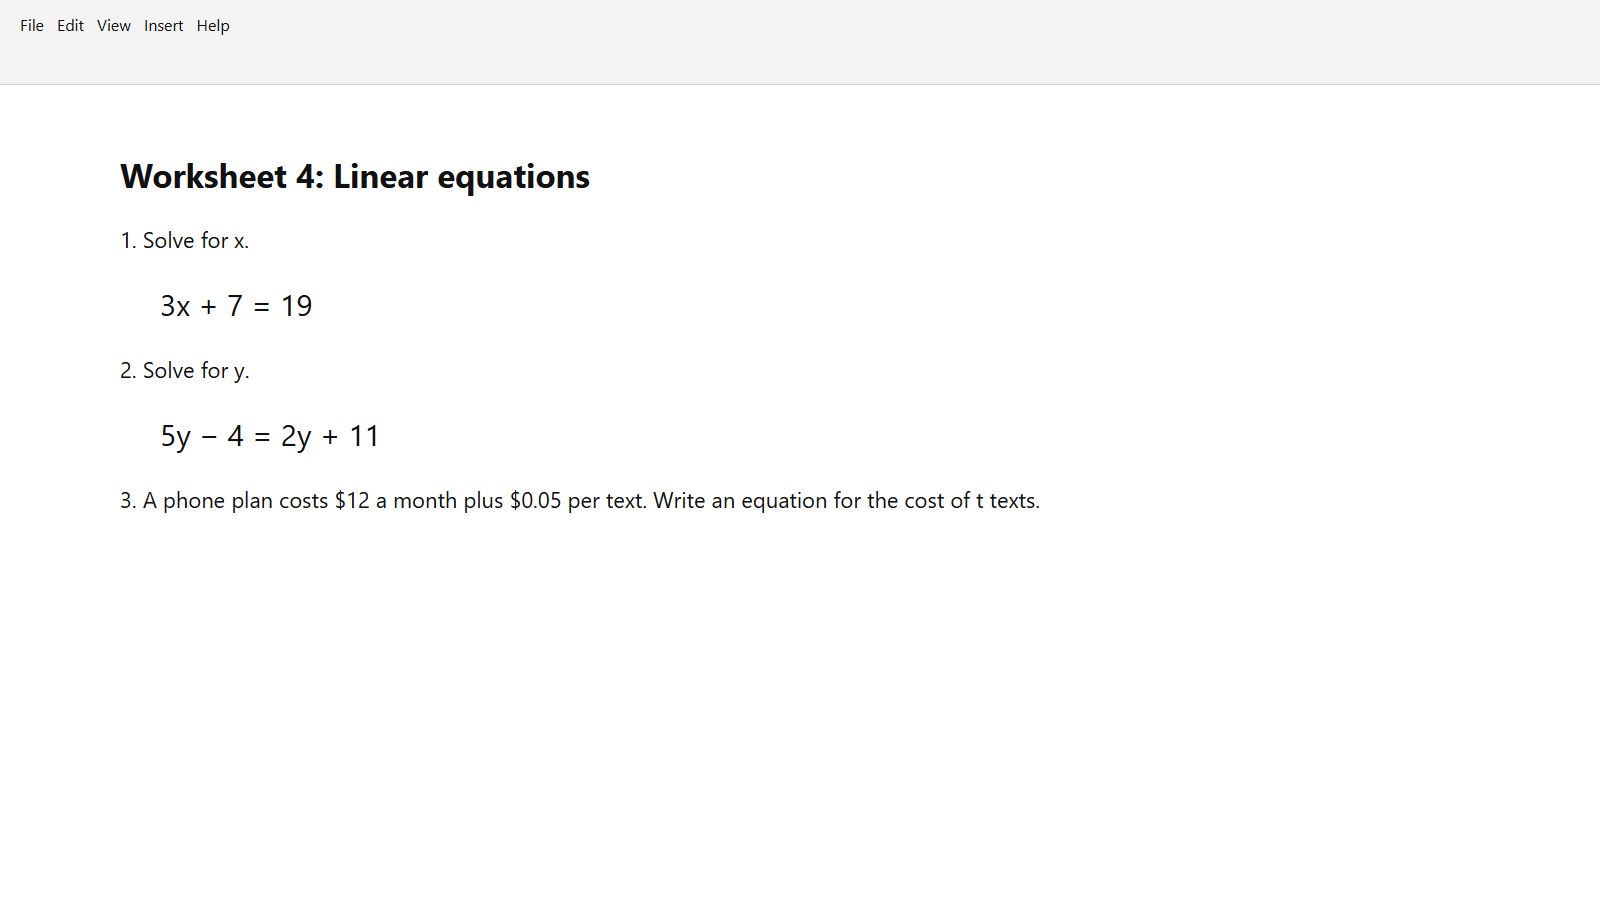 File Edit View Insert Help
Worksheet 4: Linear equations
1. Solve for x.
3x + 7 = 19
2. Solve for y.
5y − 4 = 2y + 11
3. A phone plan costs $12 a month plus $0.05 per text. Write an equation for the cost of t texts.